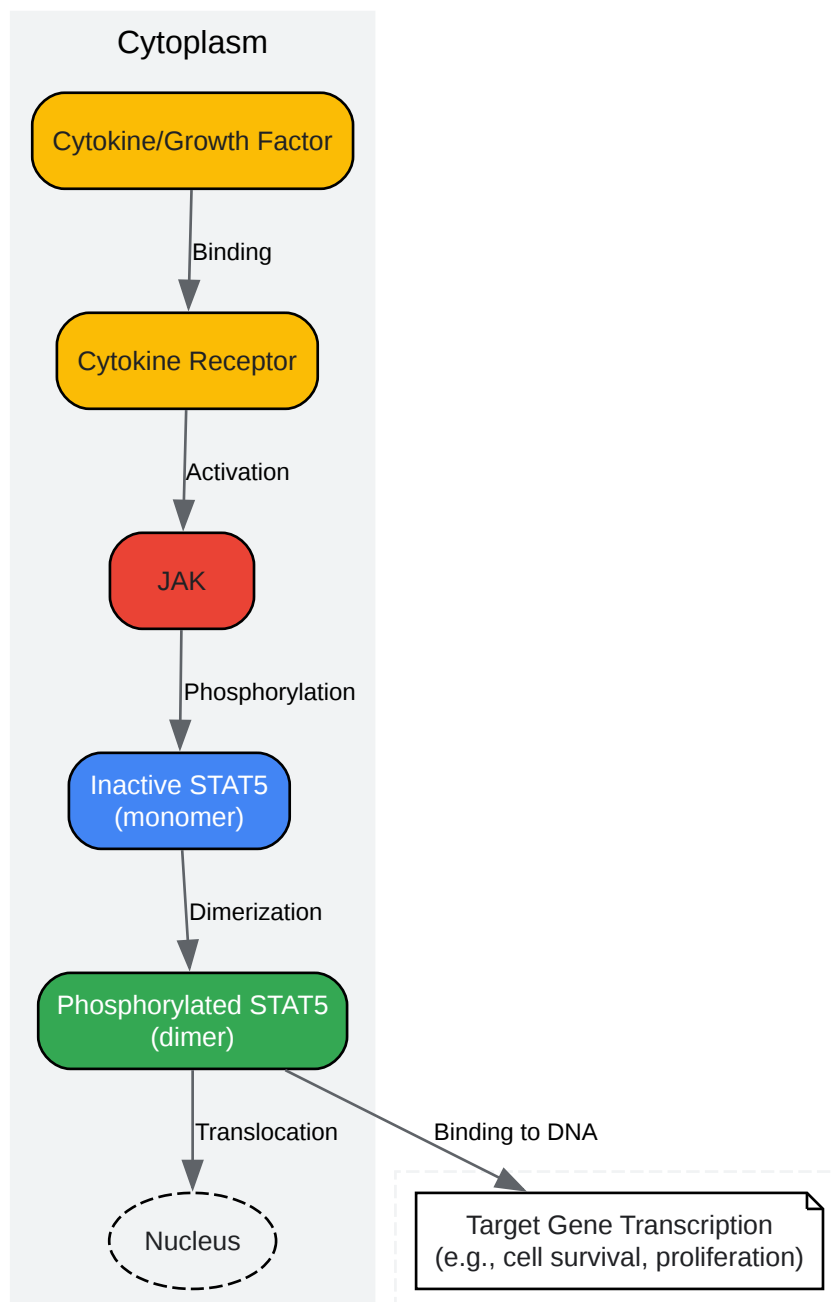 Cytoplasm
Cytokine/Growth Factor
Binding
Cytokine Receptor
Activation
JAK
Phosphorylation
Inactive STAT5
(monomer)
Dimerization
Phosphorylated STAT5
(dimer)
Translocation
Binding to DNA
Nucleus
Target Gene Transcription
(e.g., cell survival, proliferation)